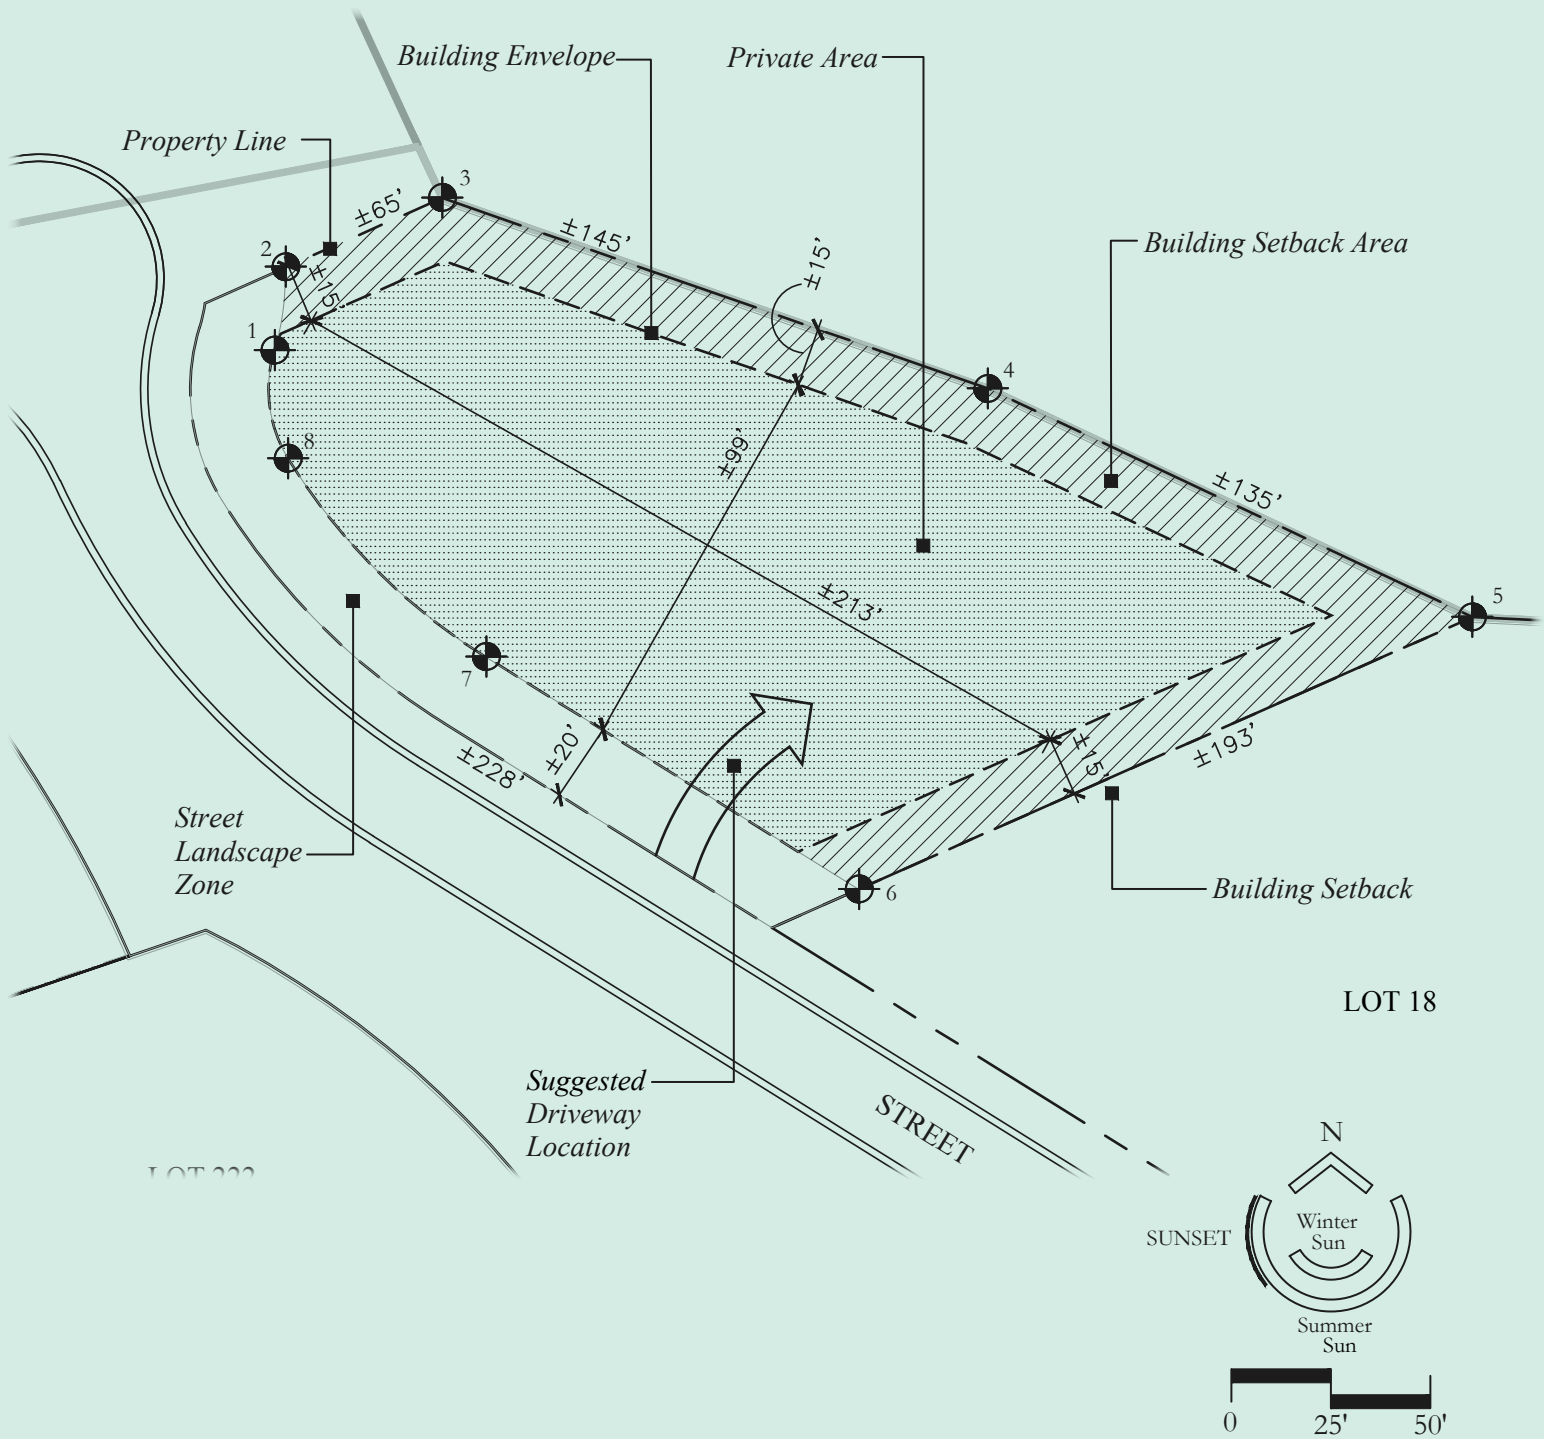 Building Envelope
Private Area
Property Line
3
±65'
±145'
2
±15'
±15'
Building Setback Area
1
4
8
±99'
±135'
±213'
5
7
±20'
±228'
±15'
±193'
Street
Landscape
Zone
6
Building Setback
LOT 18
Suggested
Driveway
Location
STREET
LOT 222
N
SUNSET
Winter
Sun
Summer
Sun
0 25' 50'